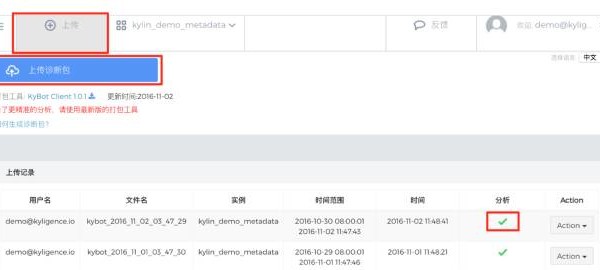 上传
kylin_demo_metadata
反馈
欢迎, demo@kylig...
选择语言: 中文
上传诊断包
打包工具: KyBot Client 1.0.1 更新时间:2016-11-02
了更精准的分析, 请使用最新版的打包工具
何生成诊断包?
上传记录
用户名 文件名 实例 时间范围 时间 分析 Action
demo@kyligence.io kybot_2016_11_02_03_47_29 kylin_demo_metadata 2016-10-30 08:00:01 2016-11-02 11:48:41 Action
2016-11-02 11:47:43
demo@kyligence.io kybot_2016_11_01_03_47_30 kylin_demo_metadata 2016-10-29 08:00:01 2016-11-01 11:48:21 Action
2016-11-01 11:47:46